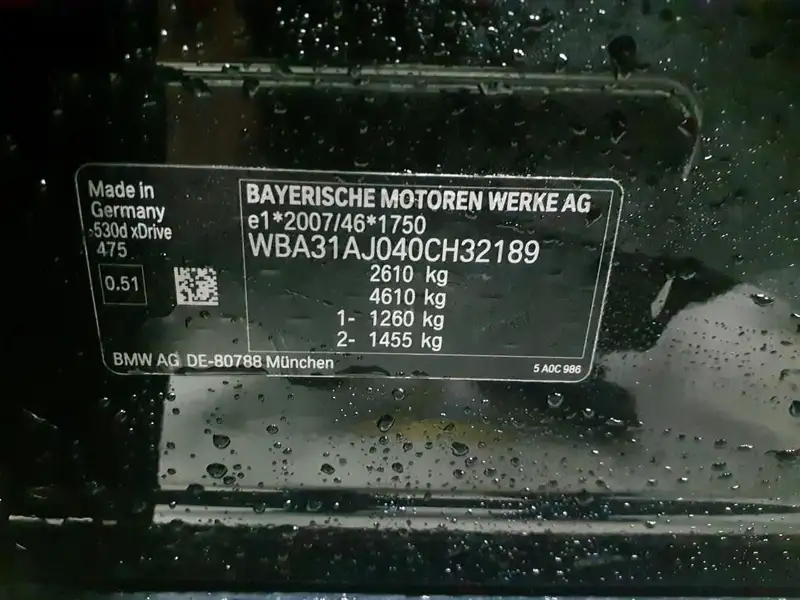 Made in
Germany
530d xDrive
475
0.51
BAYERISCHE MOTOREN WERKE AG
e1*2007/46*1750
WBA31AJ040CH32189
2610 kg
4610 kg
1- 1260 kg
2- 1455 kg
BMW AG DE-80788 München
5 A0C 986